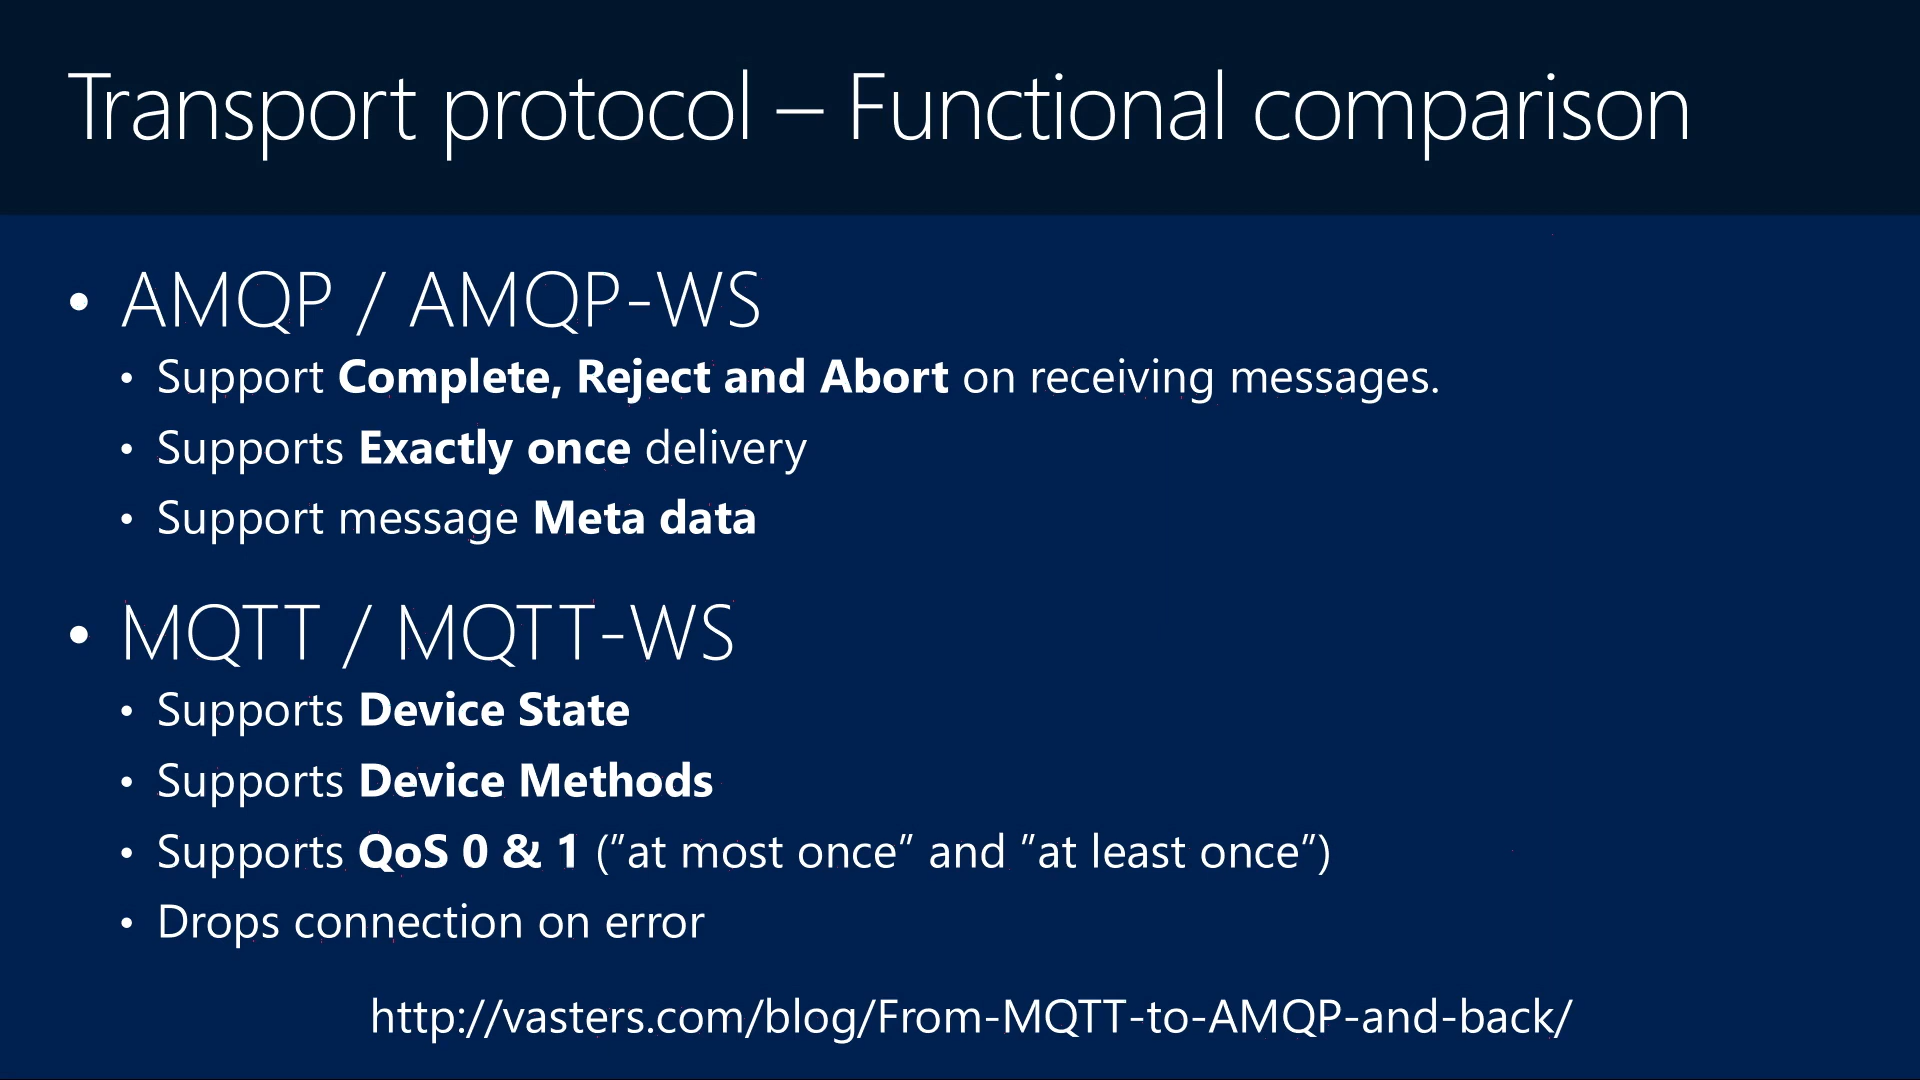 Transport protocol – Functional comparison
• AMQP / AMQP-WS
• Support Complete, Reject and Abort on receiving messages.
• Supports Exactly once delivery
• Support message Meta data
• MQTT / MQTT-WS
• Supports Device State
• Supports Device Methods
• Supports QoS 0 & 1 (”at most once” and ”at least once”)
• Drops connection on error
http://vasters.com/blog/From-MQTT-to-AMQP-and-back/